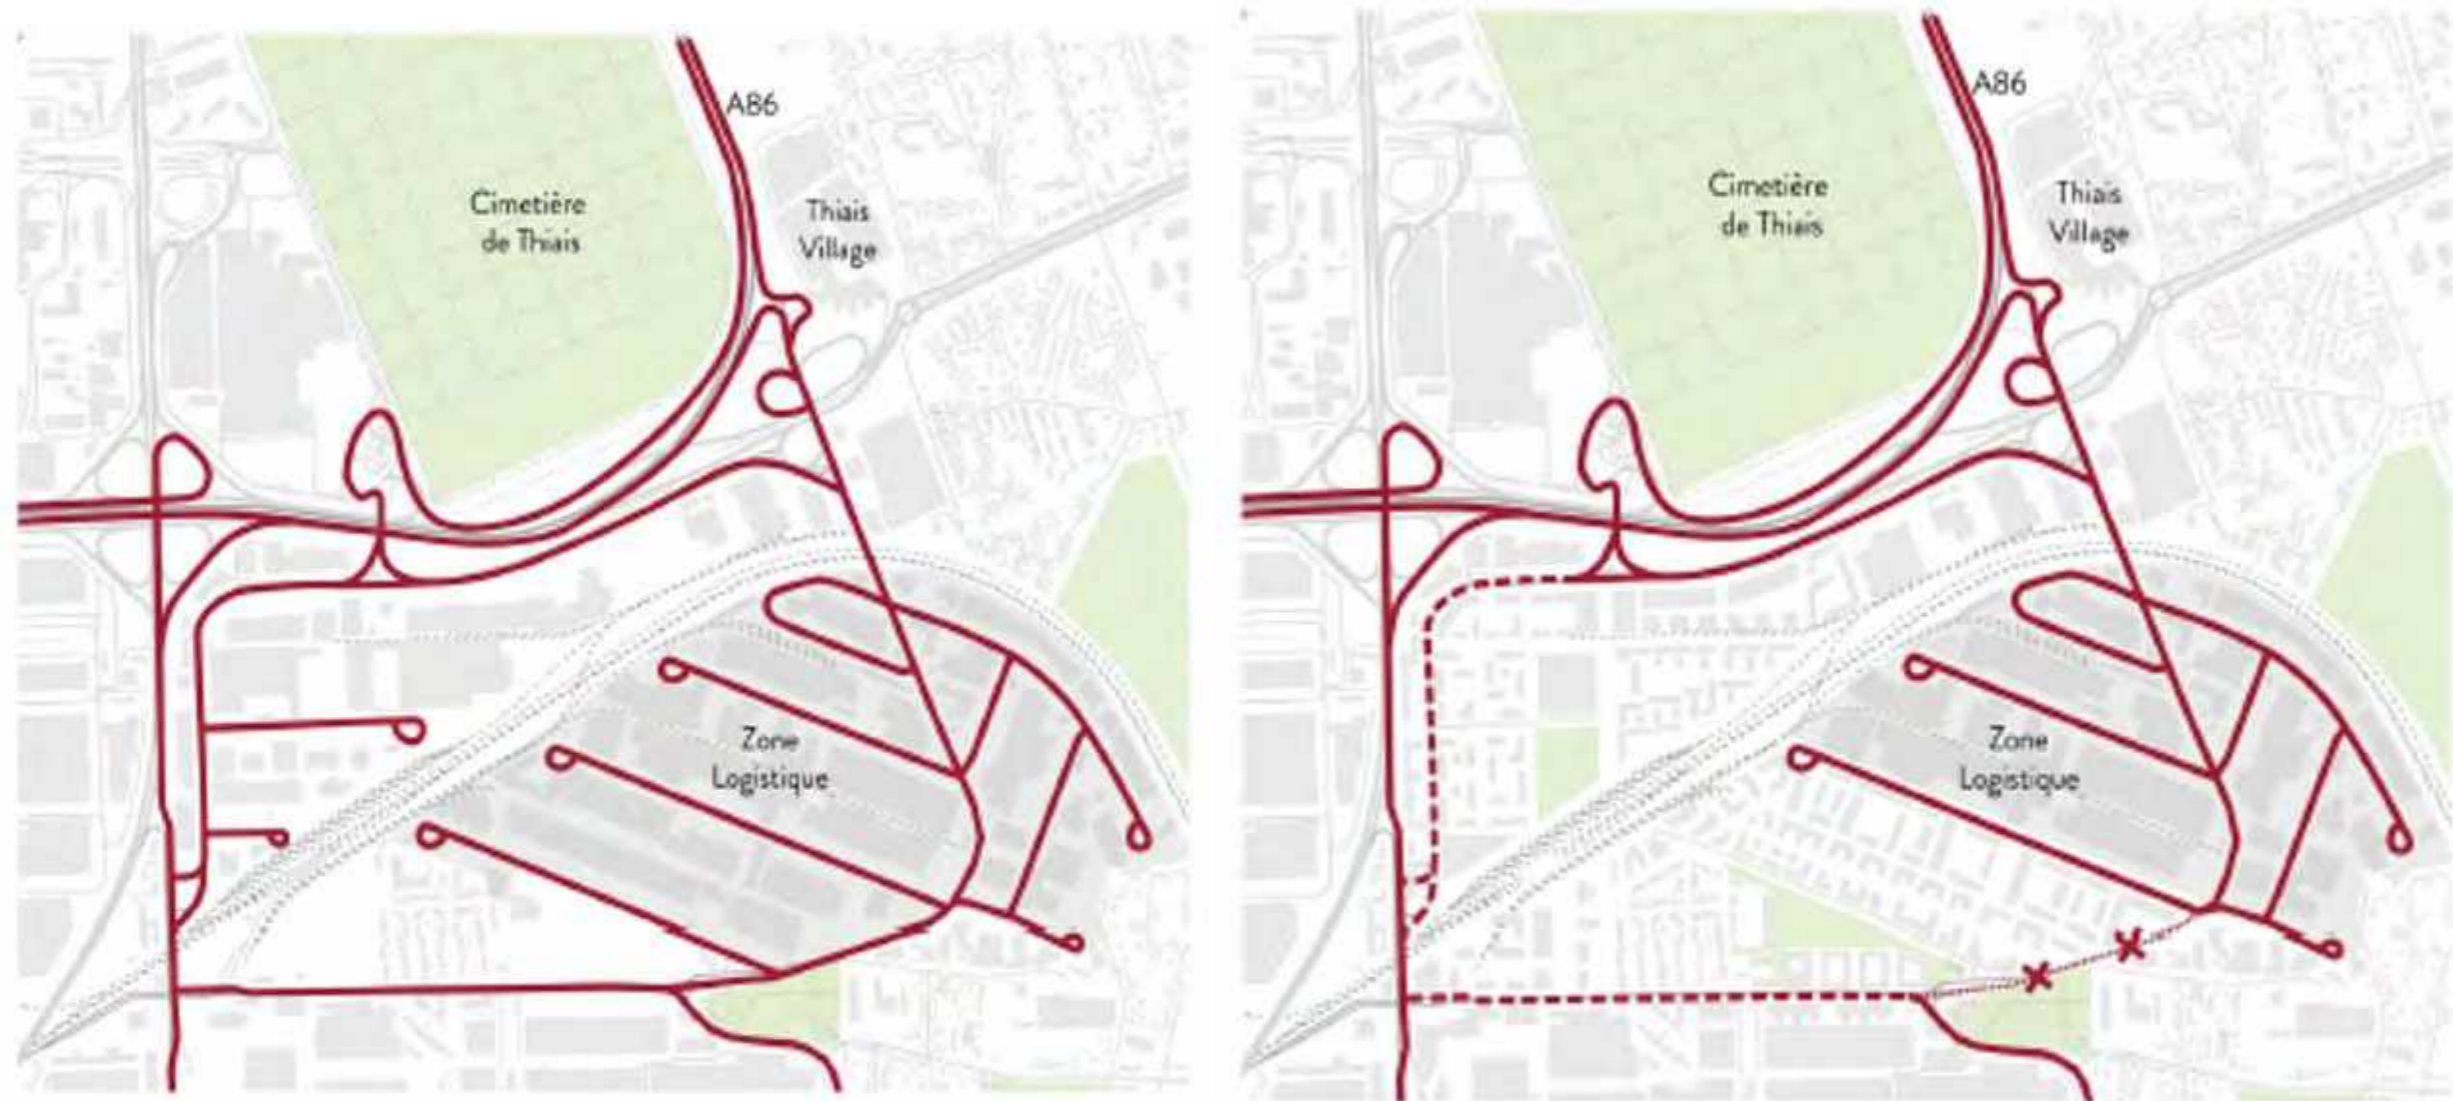 A86
Cimetière
de Thiais
Thiais
Village
Zone
Logistique
A86
Cimetière
de Thiais
Thiais
Village
Zone
Logistique